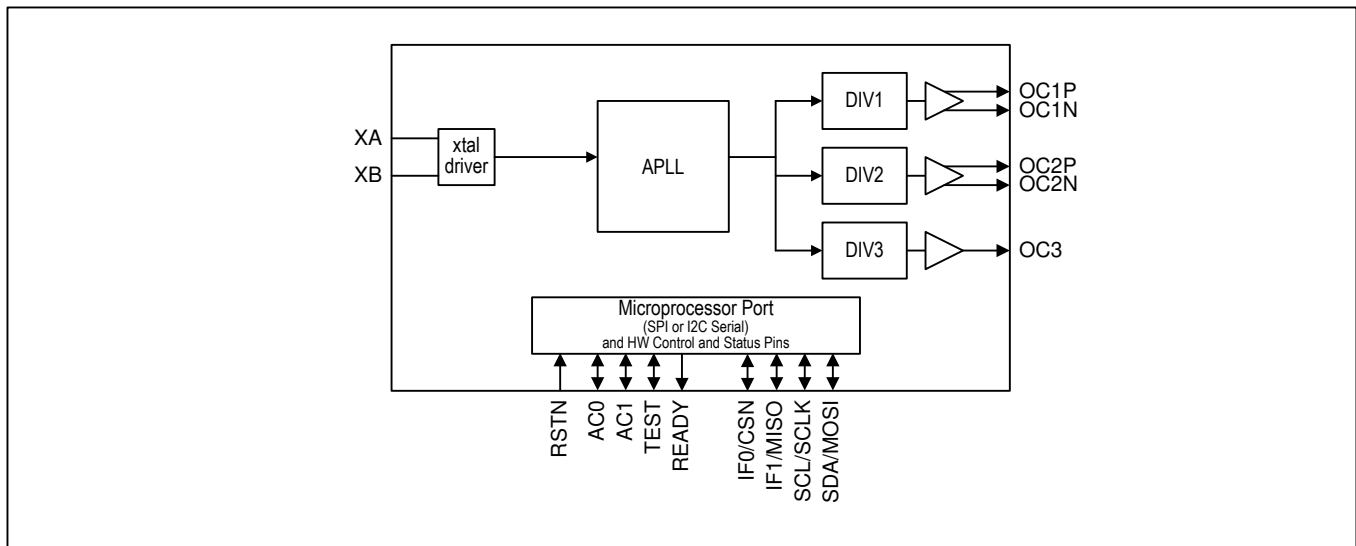 XA
XB
xtal
driver
APLL
DIV1
OC1P
OC1N
DIV2
OC2P
OC2N
DIV3
OC3
Microprocessor Port
(SPI or I2C Serial)
and HW Control and Status Pins
RSTN
AC0
AC1
TEST
READY
IF0/CSN
IF1/MISO
SCL/SCLK
SDA/MOSI